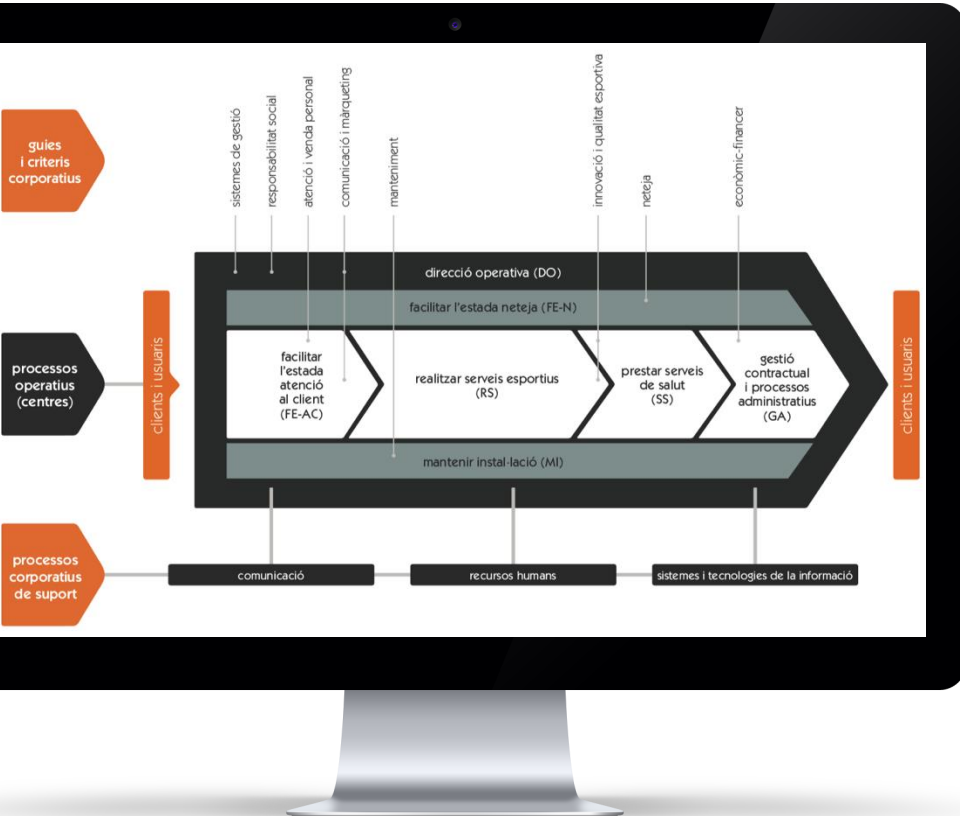 sistemes de gestió
responsabilitat social
atenció i venda personal
comunicació i màrqueting
manteniment
innovació i qualitat esportiva
neteja
econòmic-financer
guies
i criteris
corporatius
direcció operativa (DO)
facilitar l'estada neteja (FE-N)
processos
operatius
(centres)
clients i usuaris
facilitar
l'estada
atenció
al client
(FE-AC)
realitzar serveis esportius
(RS)
prestar serveis
de salut
(SS)
gestió
contractual
i processos
administratius
(GA)
clients i usuaris
mantenir instal·lació (MI)
processos
corporatius
de suport
comunicació
recursos humans
sistemes i tecnologies de la informació